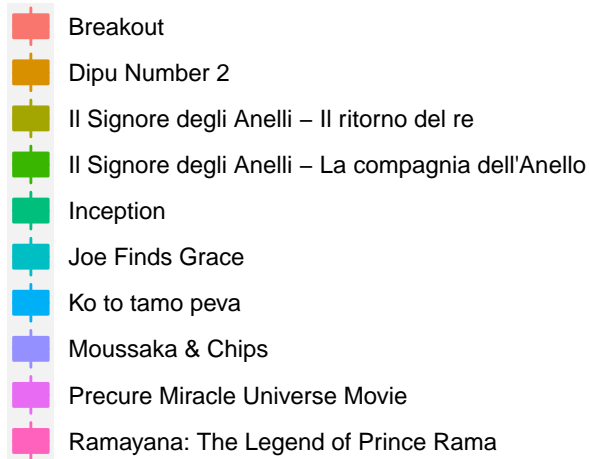 Breakout
Dipu Number 2
Il Signore degli Anelli – Il ritorno del re
Il Signore degli Anelli – La compagnia dell'Anello
Inception
Joe Finds Grace
Ko to tamo peva
Moussaka & Chips
Precure Miracle Universe Movie
Ramayana: The Legend of Prince Rama